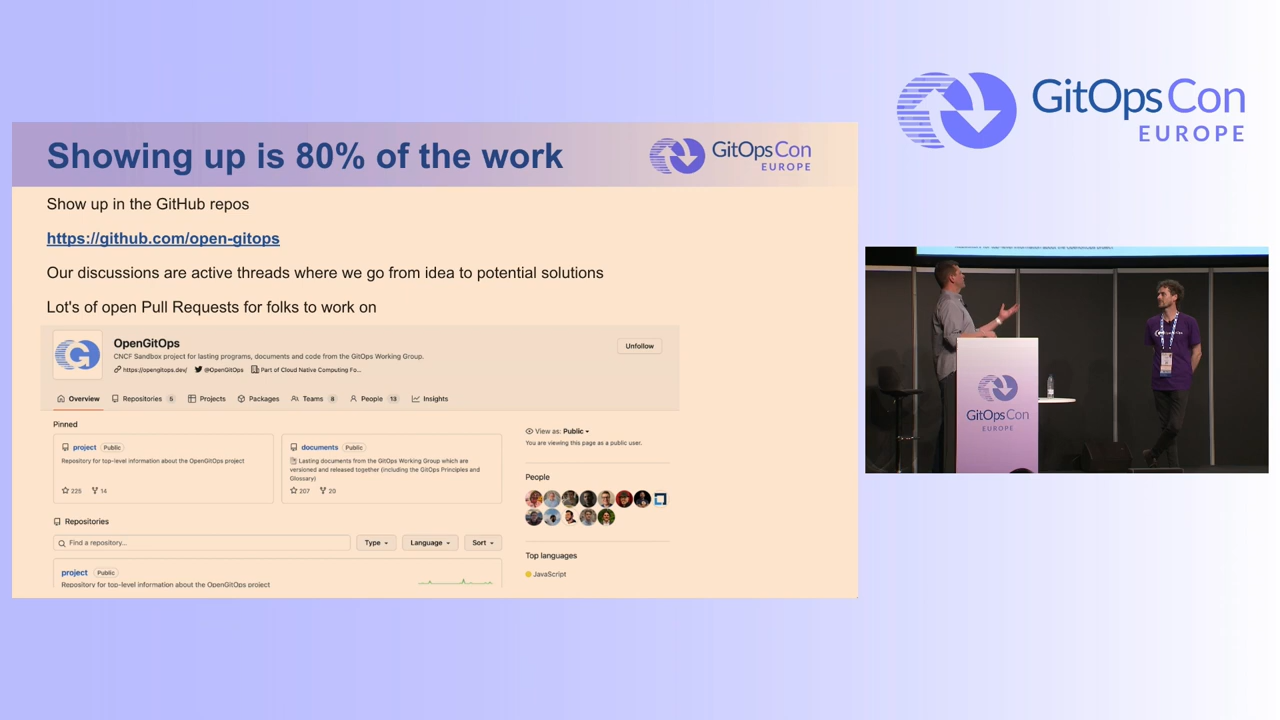 Showing up is 80% of the work
GitOpsCon
EUROPE
Show up in the GitHub repos
https://github.com/open-gitops
Our discussions are active threads where we go from idea to potential solutions
Lot's of open Pull Requests for folks to work on
OpenGitOps
CNCF Sandbox project for lasting programs, documents and code from the GitOps Working Group.
https://opengitops.dev/ @OpenGitOps Part of Cloud Native Computing Fo...
Unfollow
Overview Repositories 5 Projects Packages Teams 8 People 13 Insights
Pinned
project Public
Repository for top-level information about the OpenGitOps project
225 14
documents Public
Lasting documents from the GitOps Working Group which are
versioned and released together (including the GitOps Principles and
Glossary)
207 20
View as: Public
You are viewing this page as a public user.
People
Repositories
Find a repository...
Type Language Sort
project Public
Repository for top-level information about the OpenGitOps project
Top languages
JavaScript
GitOpsCon
EUROPE
GitOpsCon
EUROPE